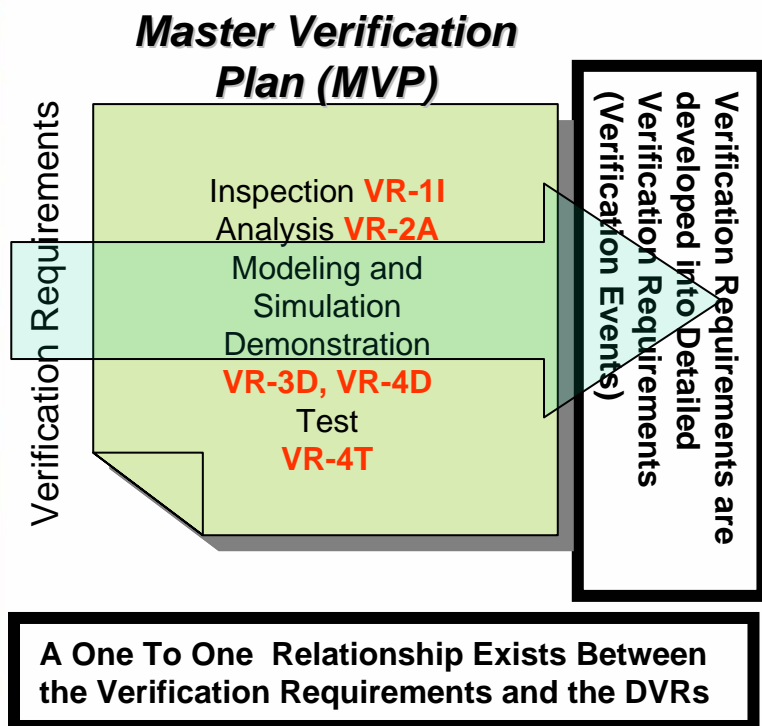 Master Verification
Plan (MVP)
Verification Requirements
Inspection VR-1I
Analysis VR-2A
Modeling and
Simulation
Demonstration
VR-3D, VR-4D
Test
VR-4T
Verification Requirements are
developed into Detailed
Verification Requirements
(Verification Events)
A One To One Relationship Exists Between
the Verification Requirements and the DVRs